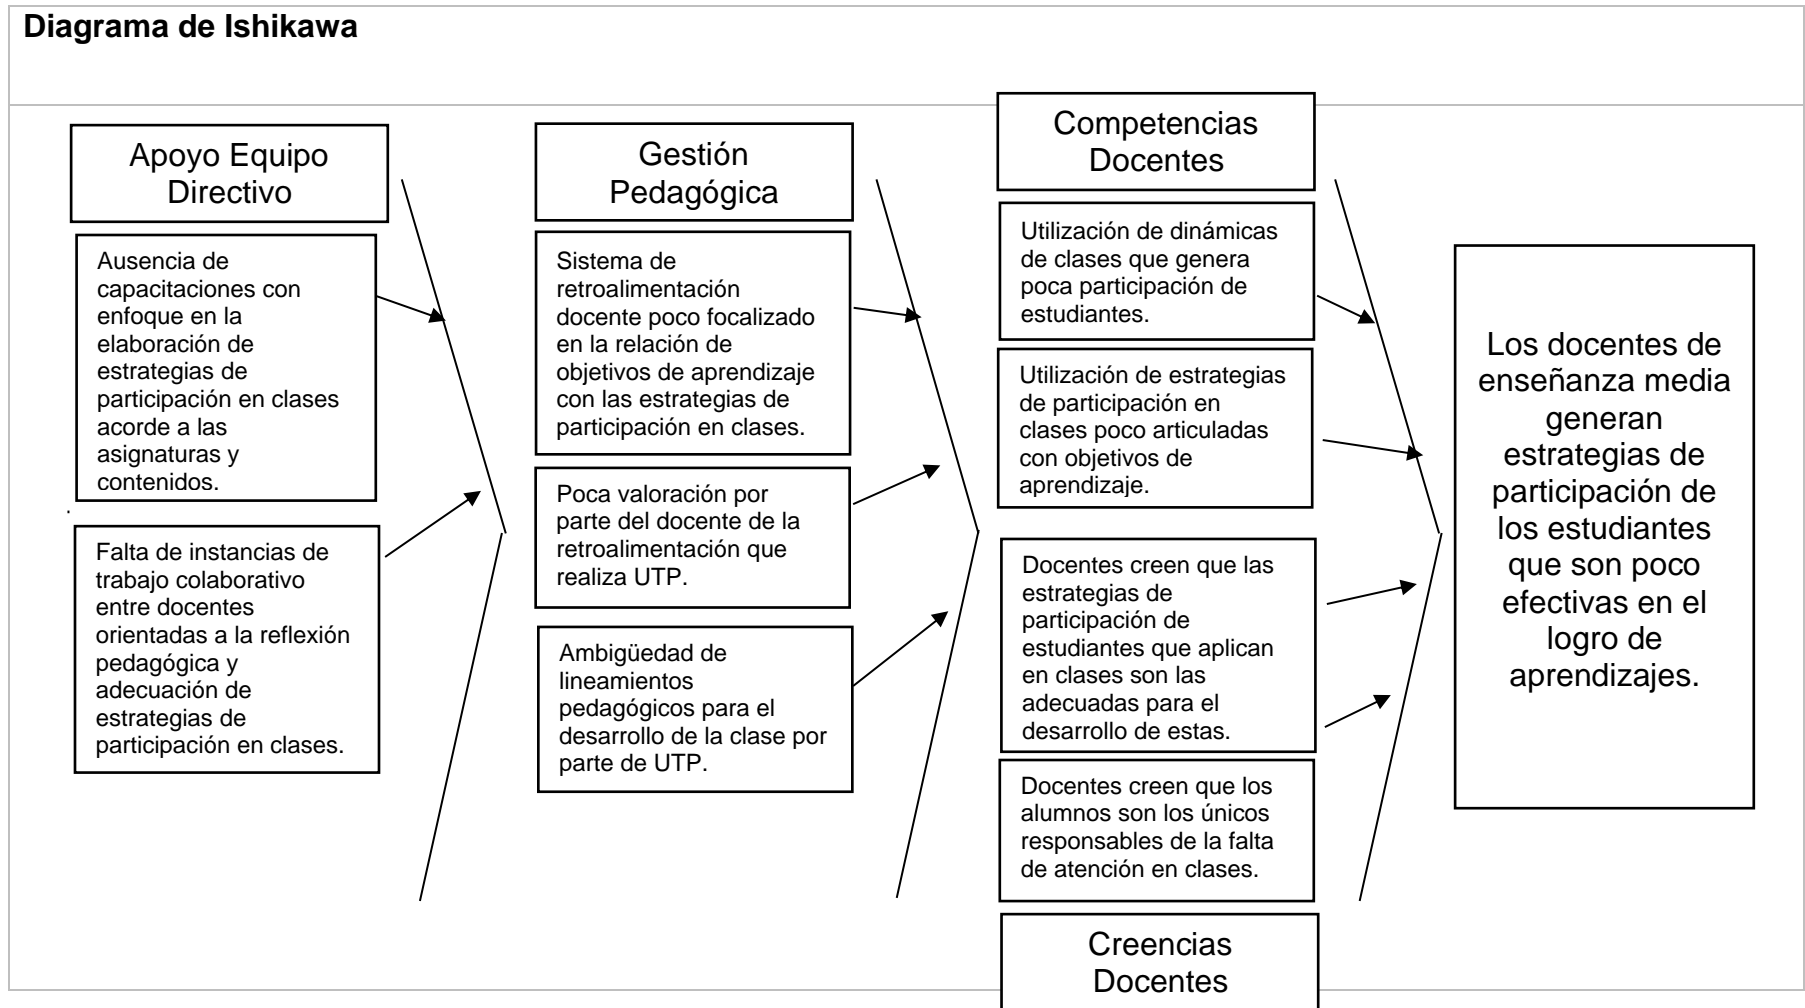 Diagrama de Ishikawa
Apoyo Equipo
Directivo
Ausencia de
capacitaciones con
enfoque en la
elaboración de
estrategias de
participación en clases
acorde a las
asignaturas y
contenidos.
.
Falta de instancias de
trabajo colaborativo
entre docentes
orientadas a la reflexión
pedagógica y
adecuación de
estrategias de
participación en clases.
Gestión
Pedagógica
Sistema de
retroalimentación
docente poco focalizado
en la relación de
objetivos de aprendizaje
con las estrategias de
participación en clases.
Poca valoración por
parte del docente de la
retroalimentación que
realiza UTP.
Ambigüedad de
lineamientos
pedagógicos para el
desarrollo de la clase por
parte de UTP.
Competencias
Docentes
Utilización de dinámicas
de clases que genera
poca participación de
estudiantes.
Utilización de estrategias
de participación en
clases poco articuladas
con objetivos de
aprendizaje.
Docentes creen que las
estrategias de
participación de
estudiantes que aplican
en clases son las
adecuadas para el
desarrollo de estas.
Docentes creen que los
alumnos son los únicos
responsables de la falta
de atención en clases.
Creencias
Docentes
Los docentes de
enseñanza media
generan
estrategias de
participación de
los estudiantes
que son poco
efectivas en el
logro de
aprendizajes.